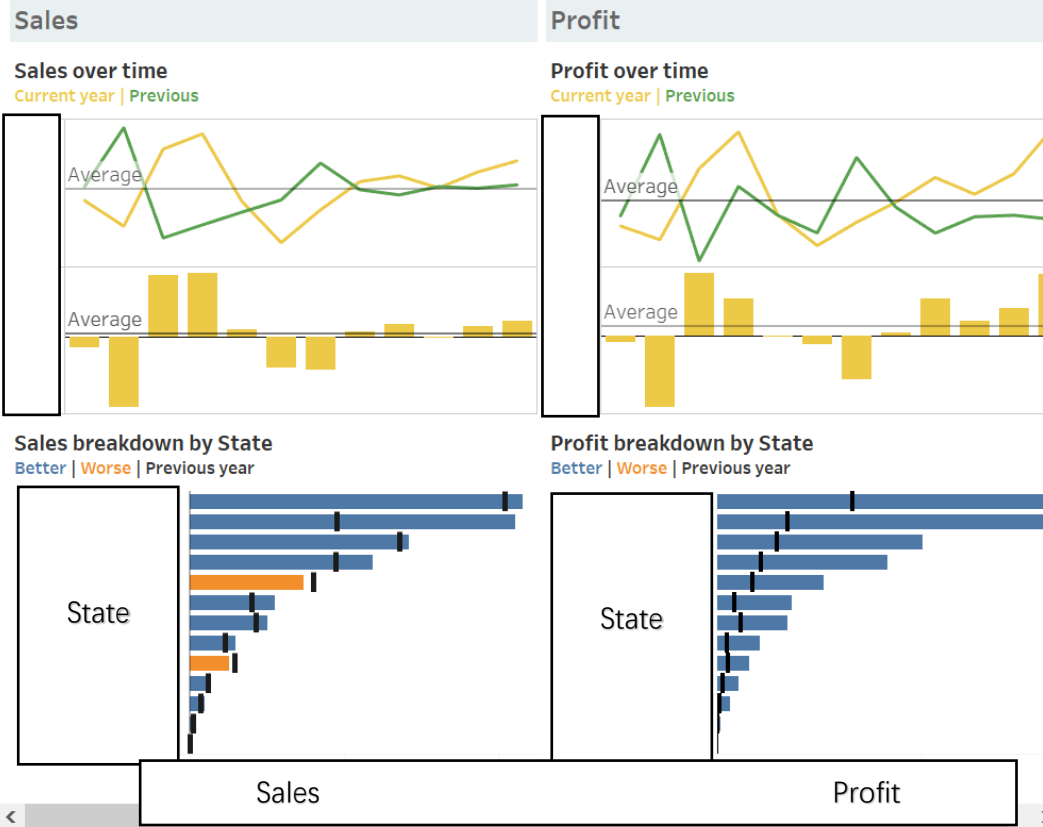 Sales
Profit
Sales over time
Current year | Previous
Profit over time
Current year | Previous
Average
Average
Average
Average
Sales breakdown by State
Better | Worse | Previous year
Profit breakdown by State
Better | Worse | Previous year
State
State
Sales
Profit